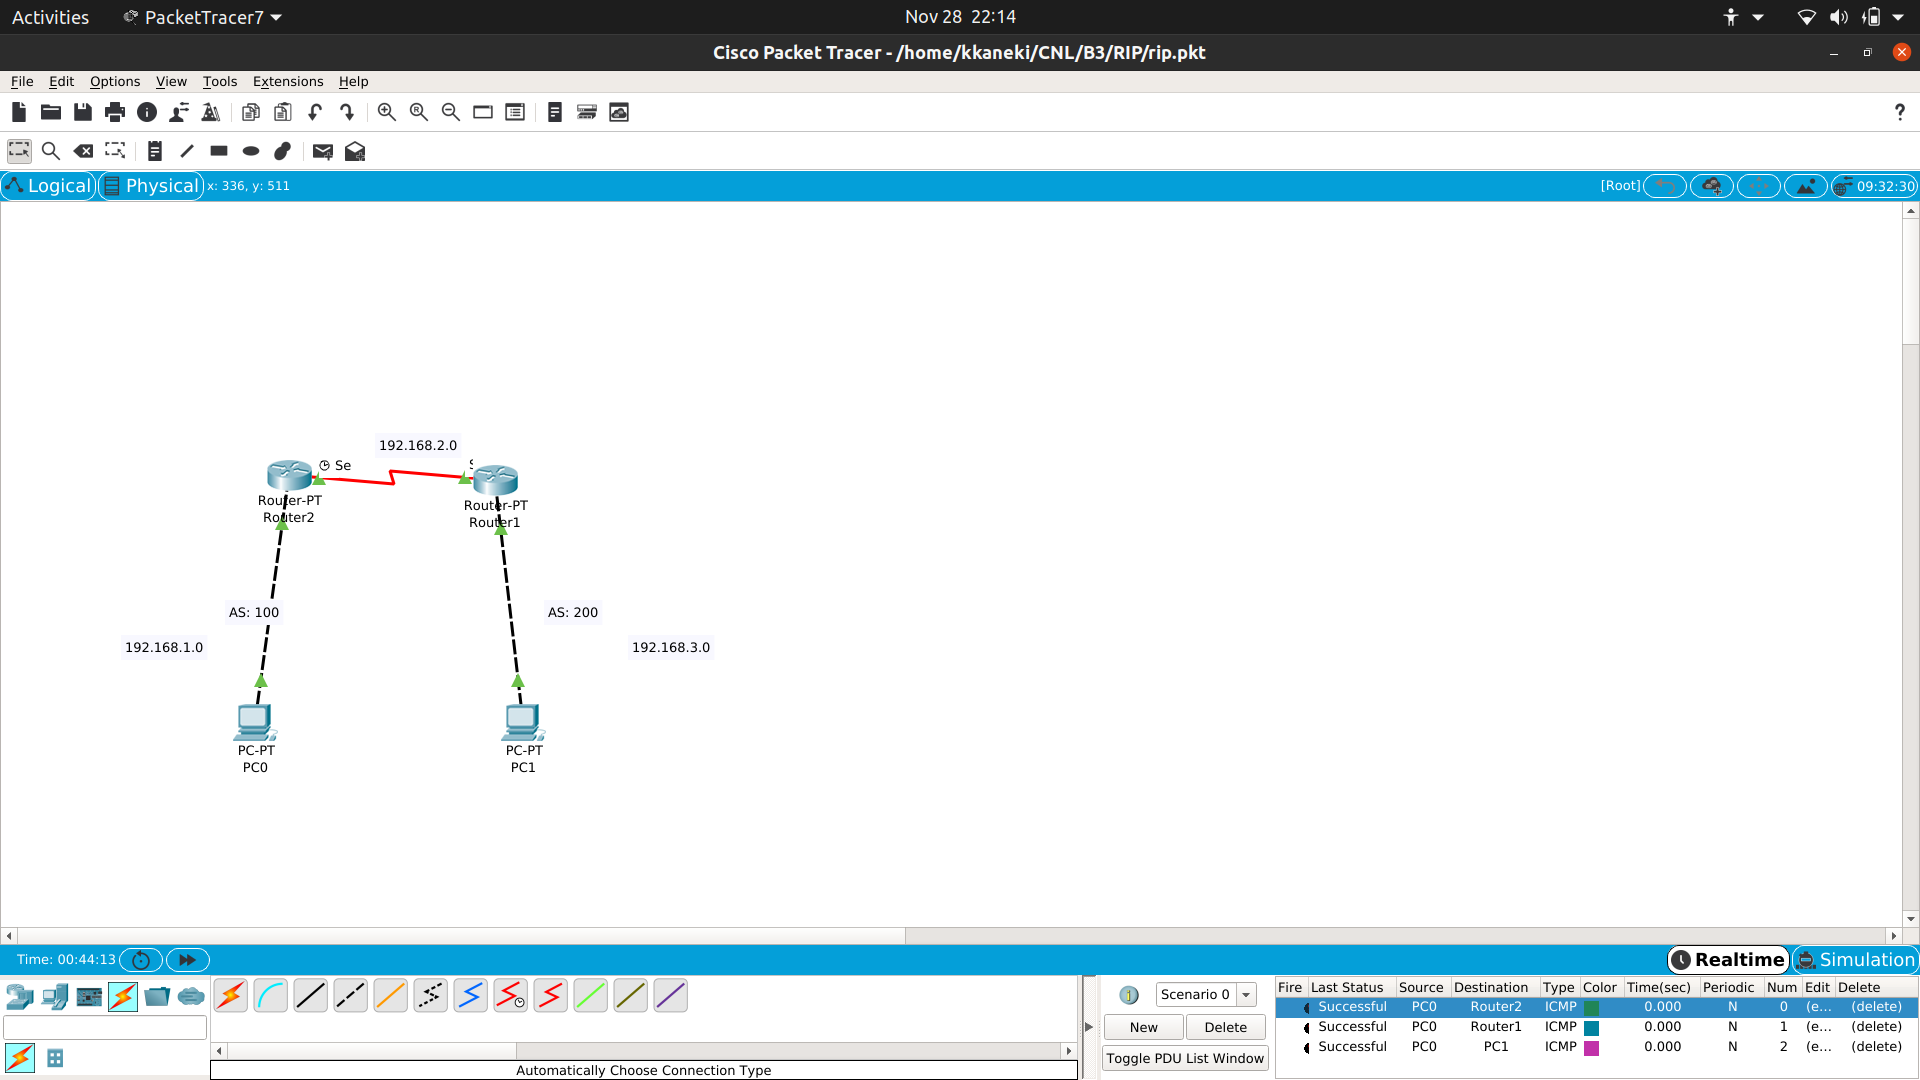 Activities PacketTracer7 Nov 28 22:14
Cisco Packet Tracer - /home/kkaneki/CNL/B3/RIP/rip.pkt
File Edit Options View Tools Extensions Help
?
Logical Physical x: 336, y: 511 [Root] 09:32:30
192.168.2.0
Se S
Router-PT
Router2
Router-PT
Router1
AS: 100
AS: 200
192.168.1.0
192.168.3.0
PC-PT
PC0
PC-PT
PC1
Time: 00:44:13 Realtime Simulation
Scenario 0
New Delete
Toggle PDU List Window
Fire Last Status Source Destination Type Color Time(sec) Periodic Num Edit Delete
Successful PC0 Router2 ICMP 0.000 N 0 (e... (delete)
Successful PC0 Router1 ICMP 0.000 N 1 (e... (delete)
Successful PC0 PC1 ICMP 0.000 N 2 (e... (delete)
Automatically Choose Connection Type